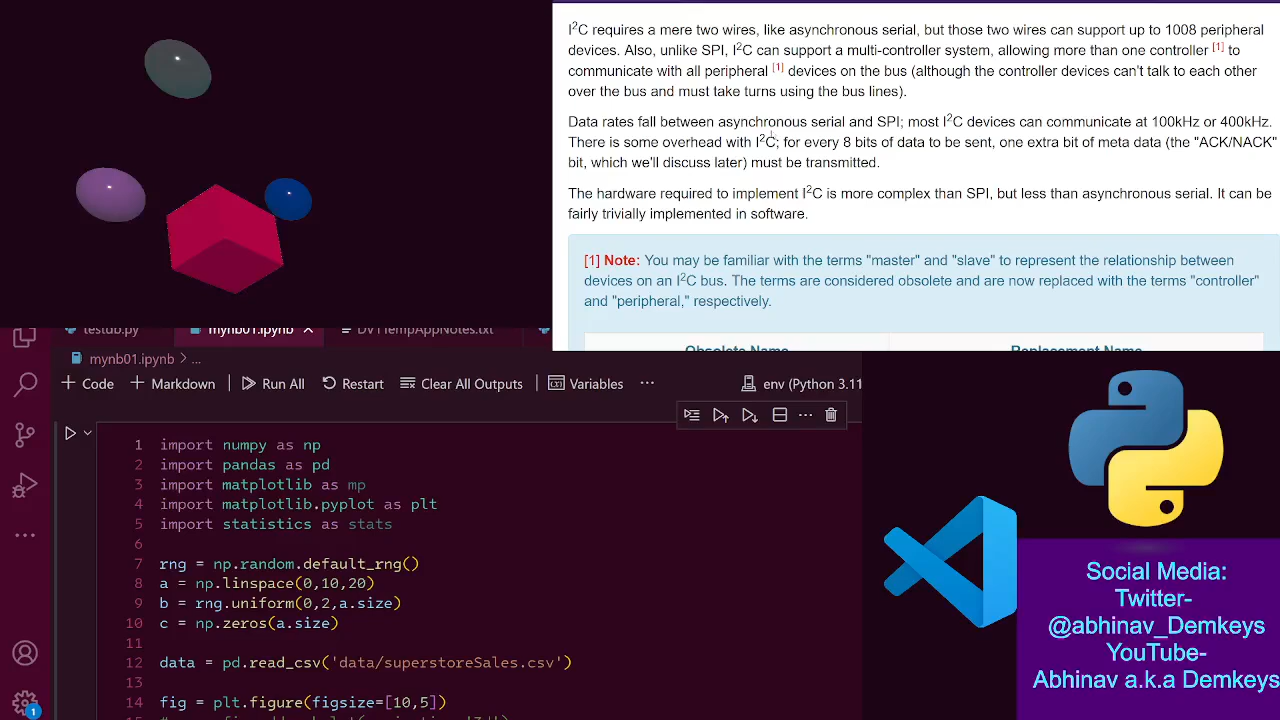 I2C requires a mere two wires, like asynchronous serial, but those two wires can support up to 1008 peripheral
devices. Also, unlike SPI, I2C can support a multi-controller system, allowing more than one controller [1] to
communicate with all peripheral [1] devices on the bus (although the controller devices can't talk to each other
over the bus and must take turns using the bus lines).
Data rates fall between asynchronous serial and SPI; most I2C devices can communicate at 100kHz or 400kHz.
There is some overhead with I2C; for every 8 bits of data to be sent, one extra bit of meta data (the "ACK/NACK"
bit, which we'll discuss later) must be transmitted.
The hardware required to implement I2C is more complex than SPI, but less than asynchronous serial. It can be
fairly trivially implemented in software.
[1] Note: You may be familiar with the terms "master" and "slave" to represent the relationship between
devices on an I2C bus. The terms are considered obsolete and are now replaced with the terms "controller"
and "peripheral," respectively.
Obsolete Name Replacement Name
testdb.py mynb01.ipynb DVTTempAppNotes.txt
mynb01.ipynb > ...
+ Code + Markdown Run All Restart Clear All Outputs Variables ... env (Python 3.11
1 import numpy as np
2 import pandas as pd
3 import matplotlib as mp
4 import matplotlib.pyplot as plt
5 import statistics as stats
6
7 rng = np.random.default_rng()
8 a = np.linspace(0,10,20)
9 b = rng.uniform(0,2,a.size)
10 c = np.zeros(a.size)
11
12 data = pd.read_csv('data/superstoreSales.csv')
13
14 fig = plt.figure(figsize=[10,5])
1
Social Media:
Twitter-
@abhinav_Demkeys
YouTube-
Abhinav a.k.a Demkeys